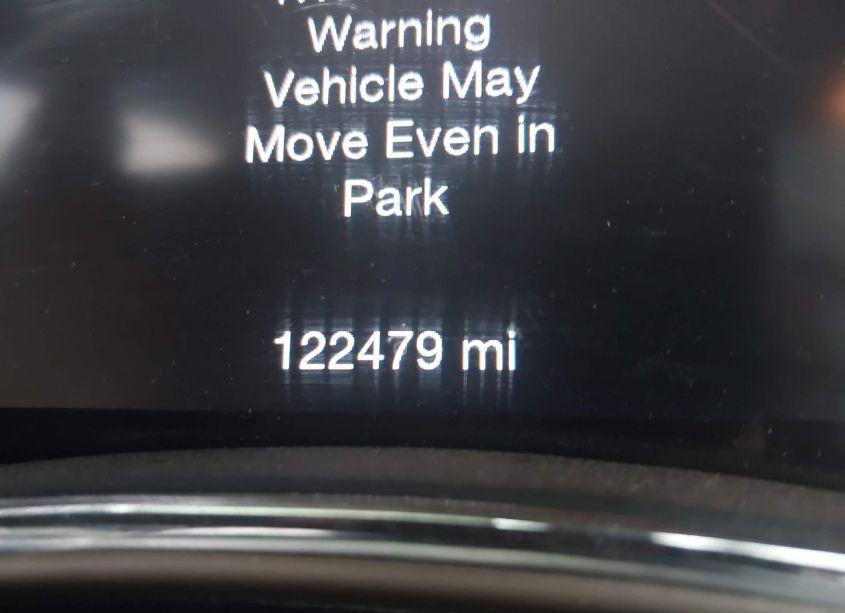 Warning
Vehicle May
Move Even in
Park
122479 mi